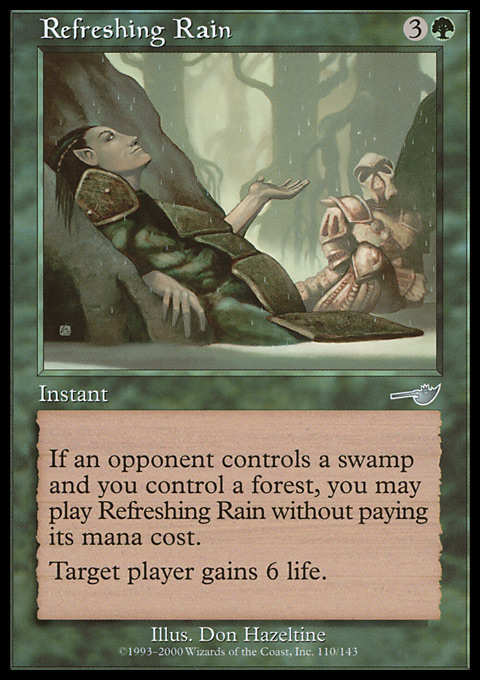 Refreshing Rain 3
Instant
If an opponent controls a swamp
and you control a forest, you may
play Refreshing Rain without paying
its mana cost.
Target player gains 6 life.
Illus. Don Hazeltine
©1993–2000 Wizards of the Coast, Inc. 110/143